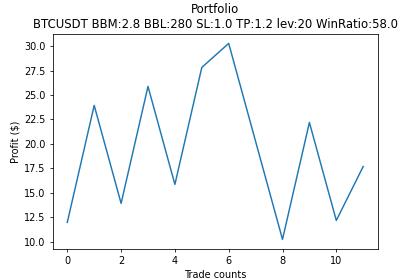 Portfolio
BTCUSDT BBM:2.8 BBL:280 SL:1.0 TP:1.2 lev:20 WinRatio:58.0
30.0
27.5
25.0
22.5
20.0
17.5
15.0
12.5
10.0
Profit ($)
0 2 4 6 8 10
Trade counts